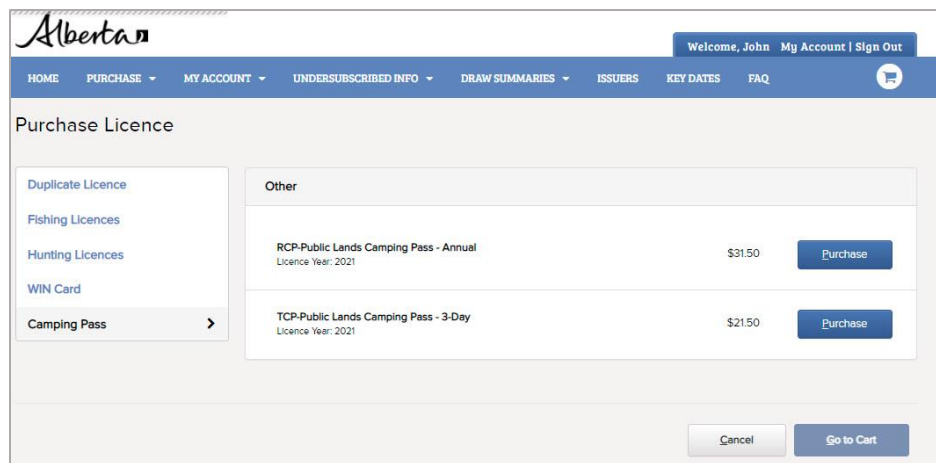 Alberta
Welcome, John My Account | Sign Out
HOME PURCHASE MY ACCOUNT UNDERSUBSCRIBED INFO DRAW SUMMARIES ISSUERS KEY DATES FAQ
Purchase Licence
Duplicate Licence
Fishing Licences
Hunting Licences
WIN Card
Camping Pass
Other
RCP-Public Lands Camping Pass - Annual
Licence Year: 2021
$31.50
Purchase
TCP-Public Lands Camping Pass - 3-Day
Licence Year: 2021
$21.50
Purchase
Cancel
Go to Cart